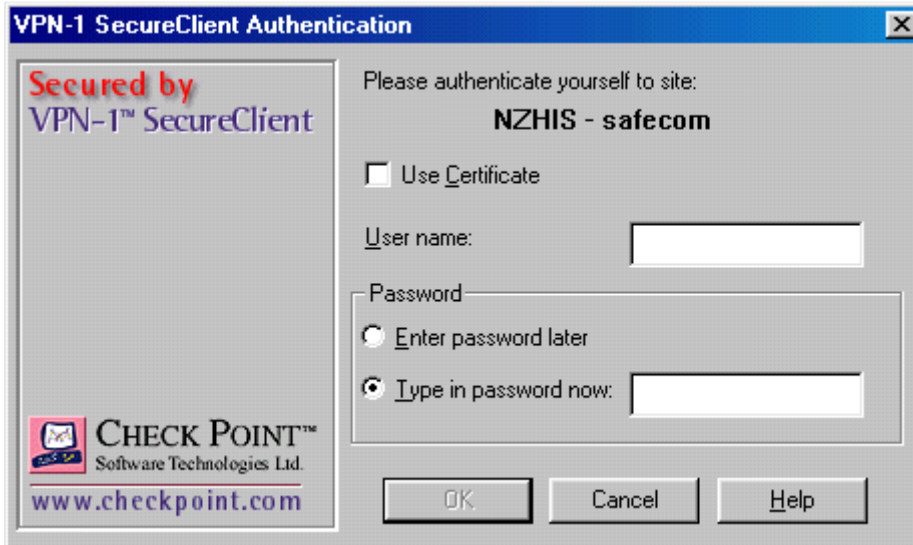 VPN-1 SecureClient Authentication
Secured by
VPN-1™ SecureClient
CHECK POINT™
Software Technologies Ltd.
www.checkpoint.com
Please authenticate yourself to site:
NZHIS - safecom
Use Certificate
User name:
Password
Enter password later
Type in password now:
OK
Cancel
Help